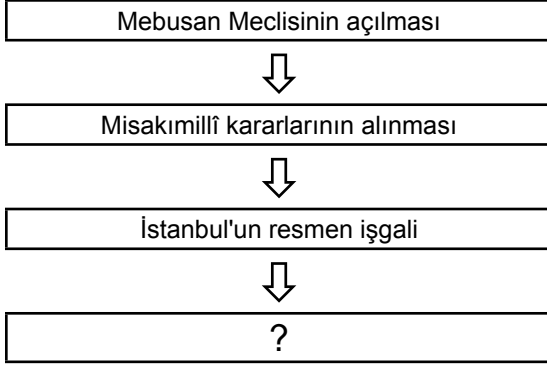 Mebusan Meclisinin açılması
Misakımillî kararlarının alınması
İstanbul'un resmen işgali
?